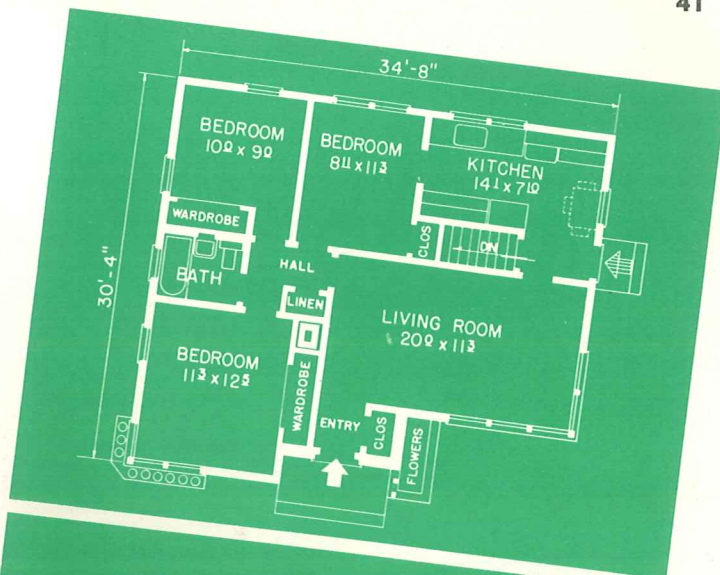 41
34'-8"
BEDROOM
10⁰ x 9⁰
BEDROOM
8¹¹ x 11³
KITCHEN
14¹ x 7¹⁰
WARDROBE
CLOS
DN
BATH
HALL
30'-4"
LINEN
LIVING ROOM
20⁰ x 11³
BEDROOM
11³ x 12⁵
WARDROBE
ENTRY
CLOS
FLOWERS